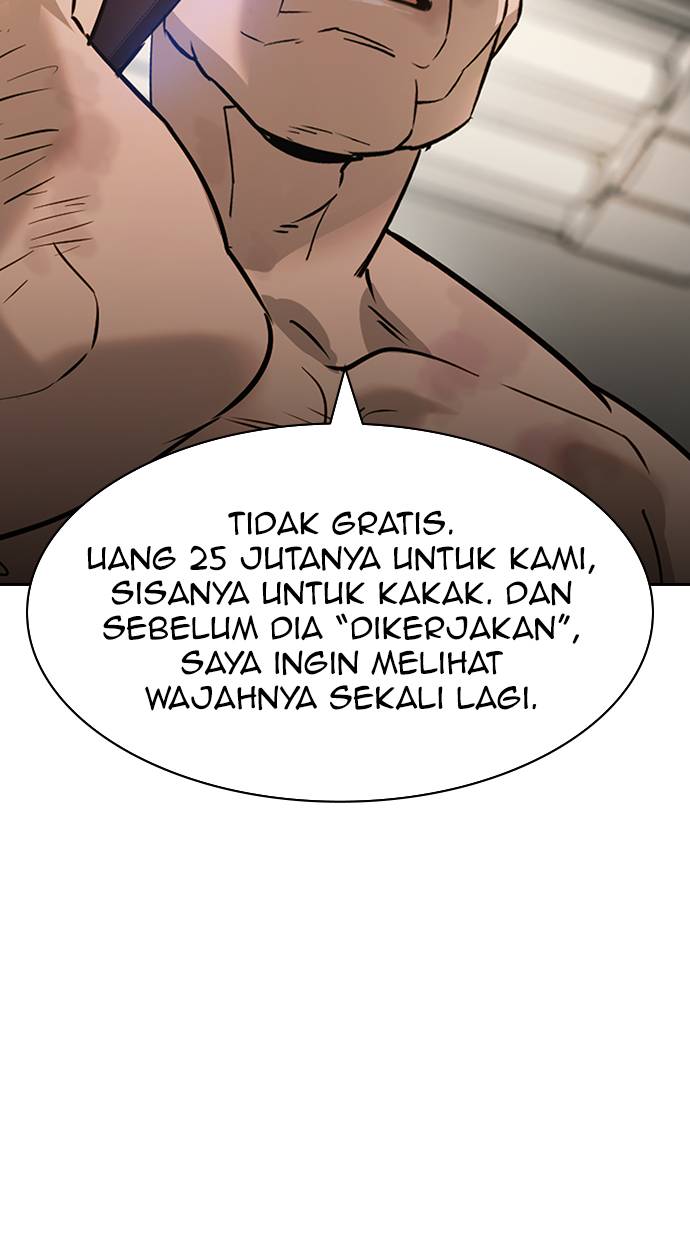 TIDAK GRATIS.
UANG 25 JUTANYA UNTUK KAMI,
SISANYA UNTUK KAKAK. DAN
SEBELUM DIA “DIKERJAKAN”,
SAYA INGIN MELIHAT
WAJAHNYA SEKALI LAGI.